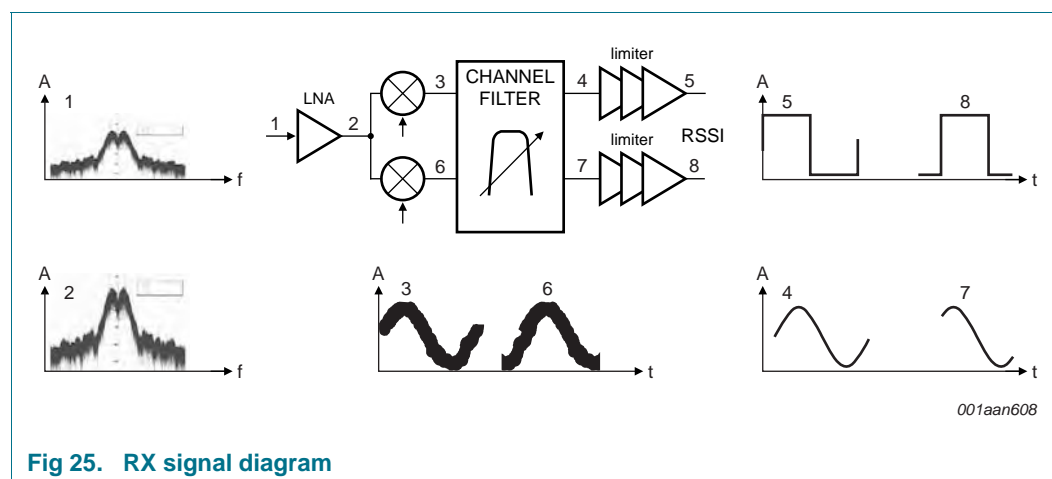 A
1
f
LNA
1
2
3
6
CHANNEL
FILTER
4
7
limiter
5
limiter
8
RSSI
A
5
8
t
A
2
f
A
3
6
t
A
4
7
t
001aan608
Fig 25. RX signal diagram